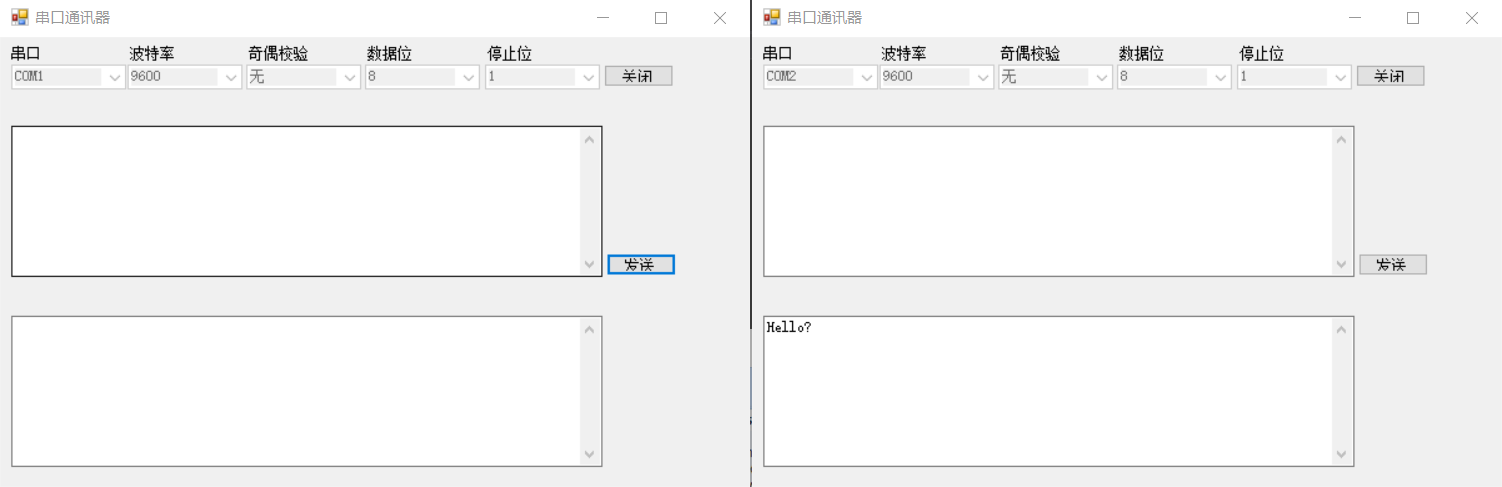 串口通讯器
串口 波特率 奇偶校验 数据位 停止位
COM1 9600 无 8 1 关闭
发送
串口通讯器
串口 波特率 奇偶校验 数据位 停止位
COM2 9600 无 8 1 关闭
发送
Hello?